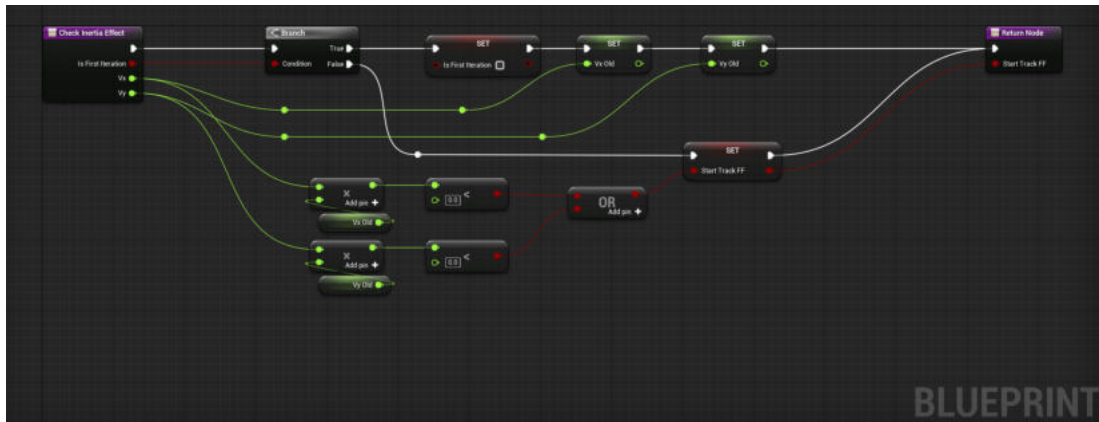 Check Inertia Effect
Is First Iteration
Vx
Vy
Branch
True
Condition
False
SET
Is First Iteration
SET
Vx Old
SET
Vy Old
Return Node
Start Track FF
SET
Start Track FF
X
Add pin +
Vx Old
0.0 <
OR
Add pin +
X
Add pin +
Vy Old
0.0 <
BLUEPRINT